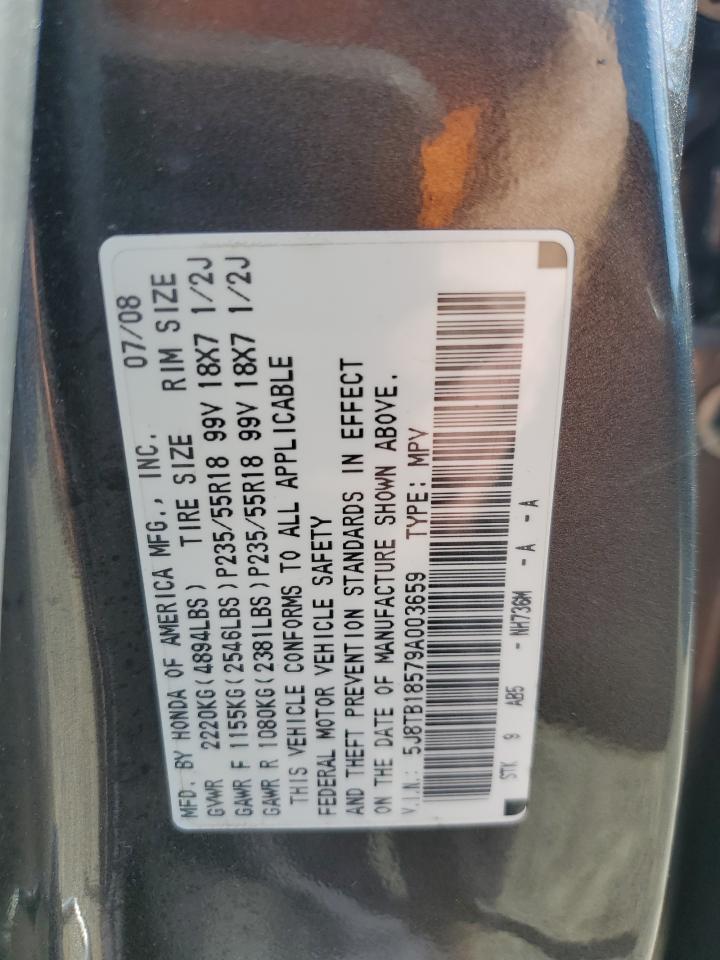 MFD. BY HONDA OF AMERICA MFG., INC. 07/08
GVWR 2220KG(4894LBS) TIRE SIZE RIM SIZE
GAWR F 1155KG(2546LBS)P235/55R18 99V 18X7 1/2J
GAWR R 1080KG(2381LBS)P235/55R18 99V 18X7 1/2J
THIS VEHICLE CONFORMS TO ALL APPLICABLE
FEDERAL MOTOR VEHICLE SAFETY
AND THEFT PREVENTION STANDARDS IN EFFECT
ON THE DATE OF MANUFACTURE SHOWN ABOVE.
V.I.N.: 5J8TB18579A003659 TYPE: MPV
STK 9 AB5 - NH736M - A - A